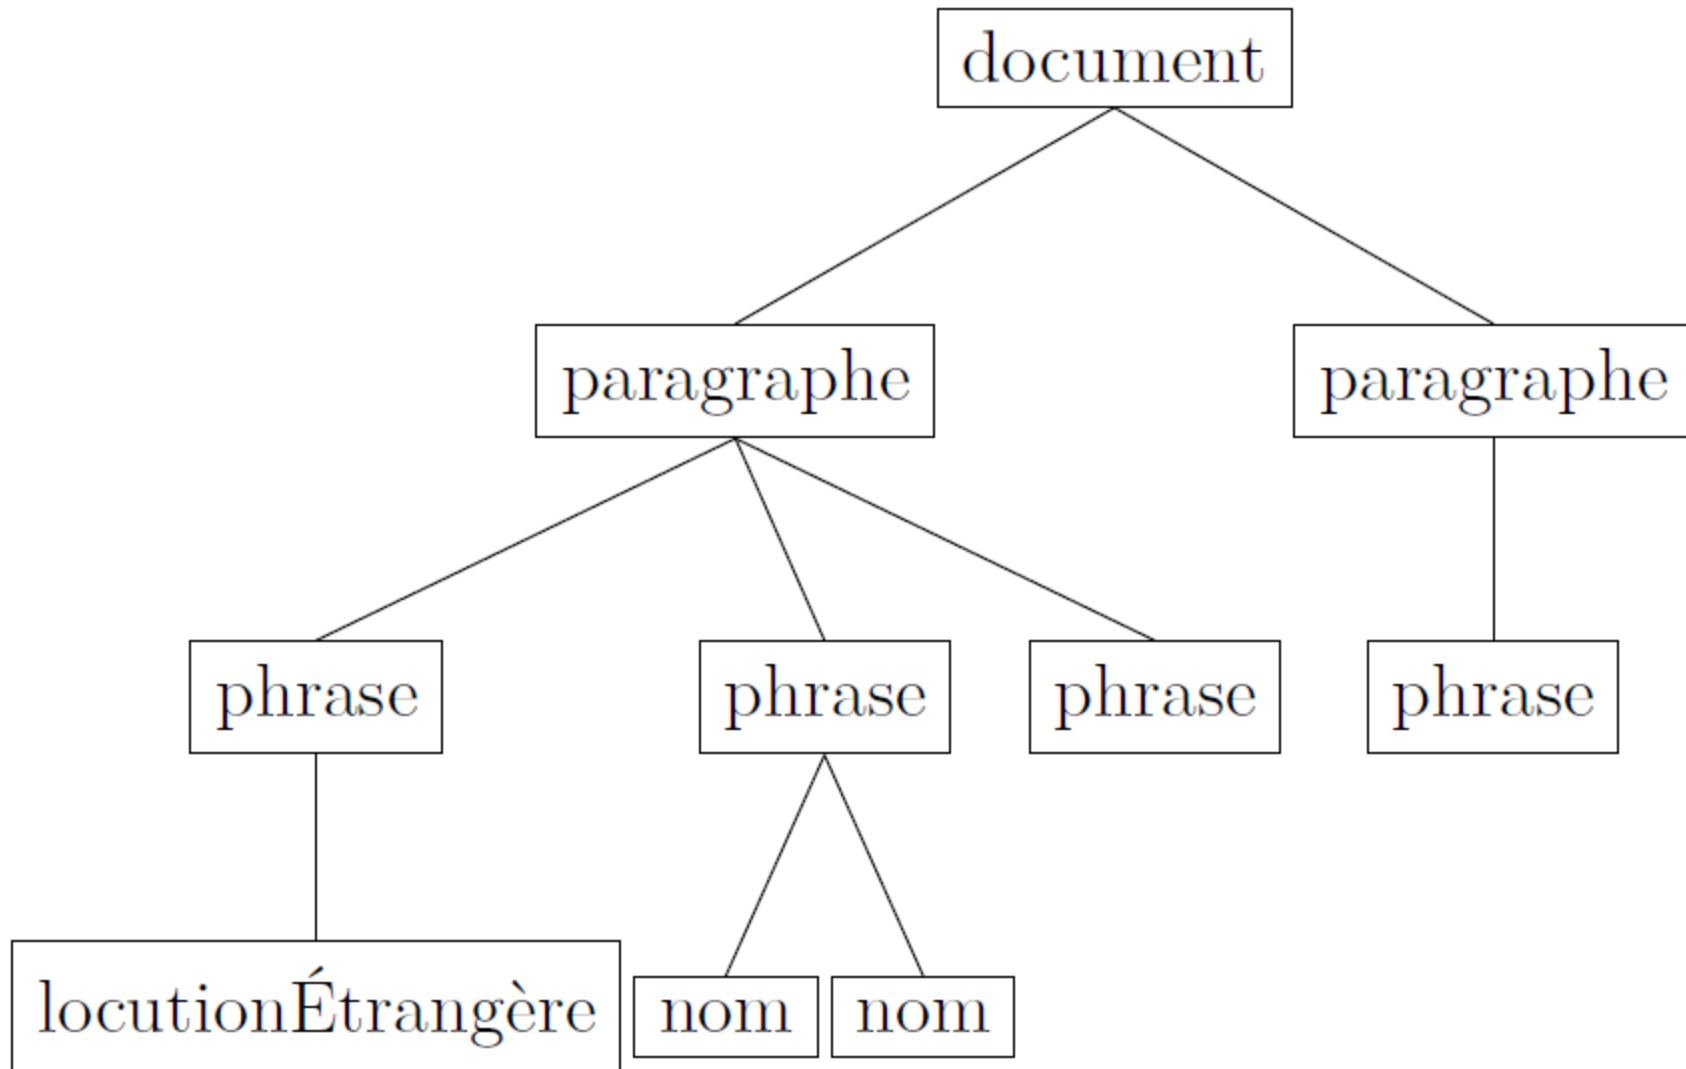 document
paragraphe paragraphe
phrase phrase phrase phrase
locutionÉtrangère nom nom